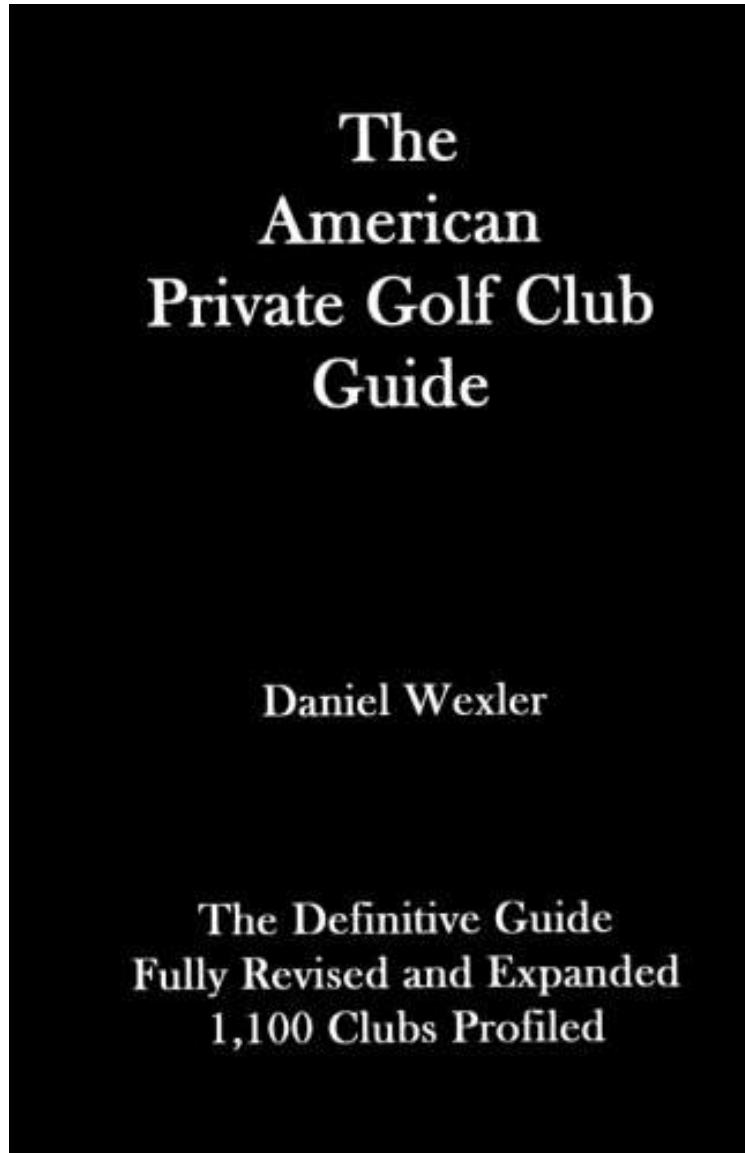 The
American
Private Golf Club
Guide
Daniel Wexler
The Definitive Guide
Fully Revised and Expanded
1,100 Clubs Profiled